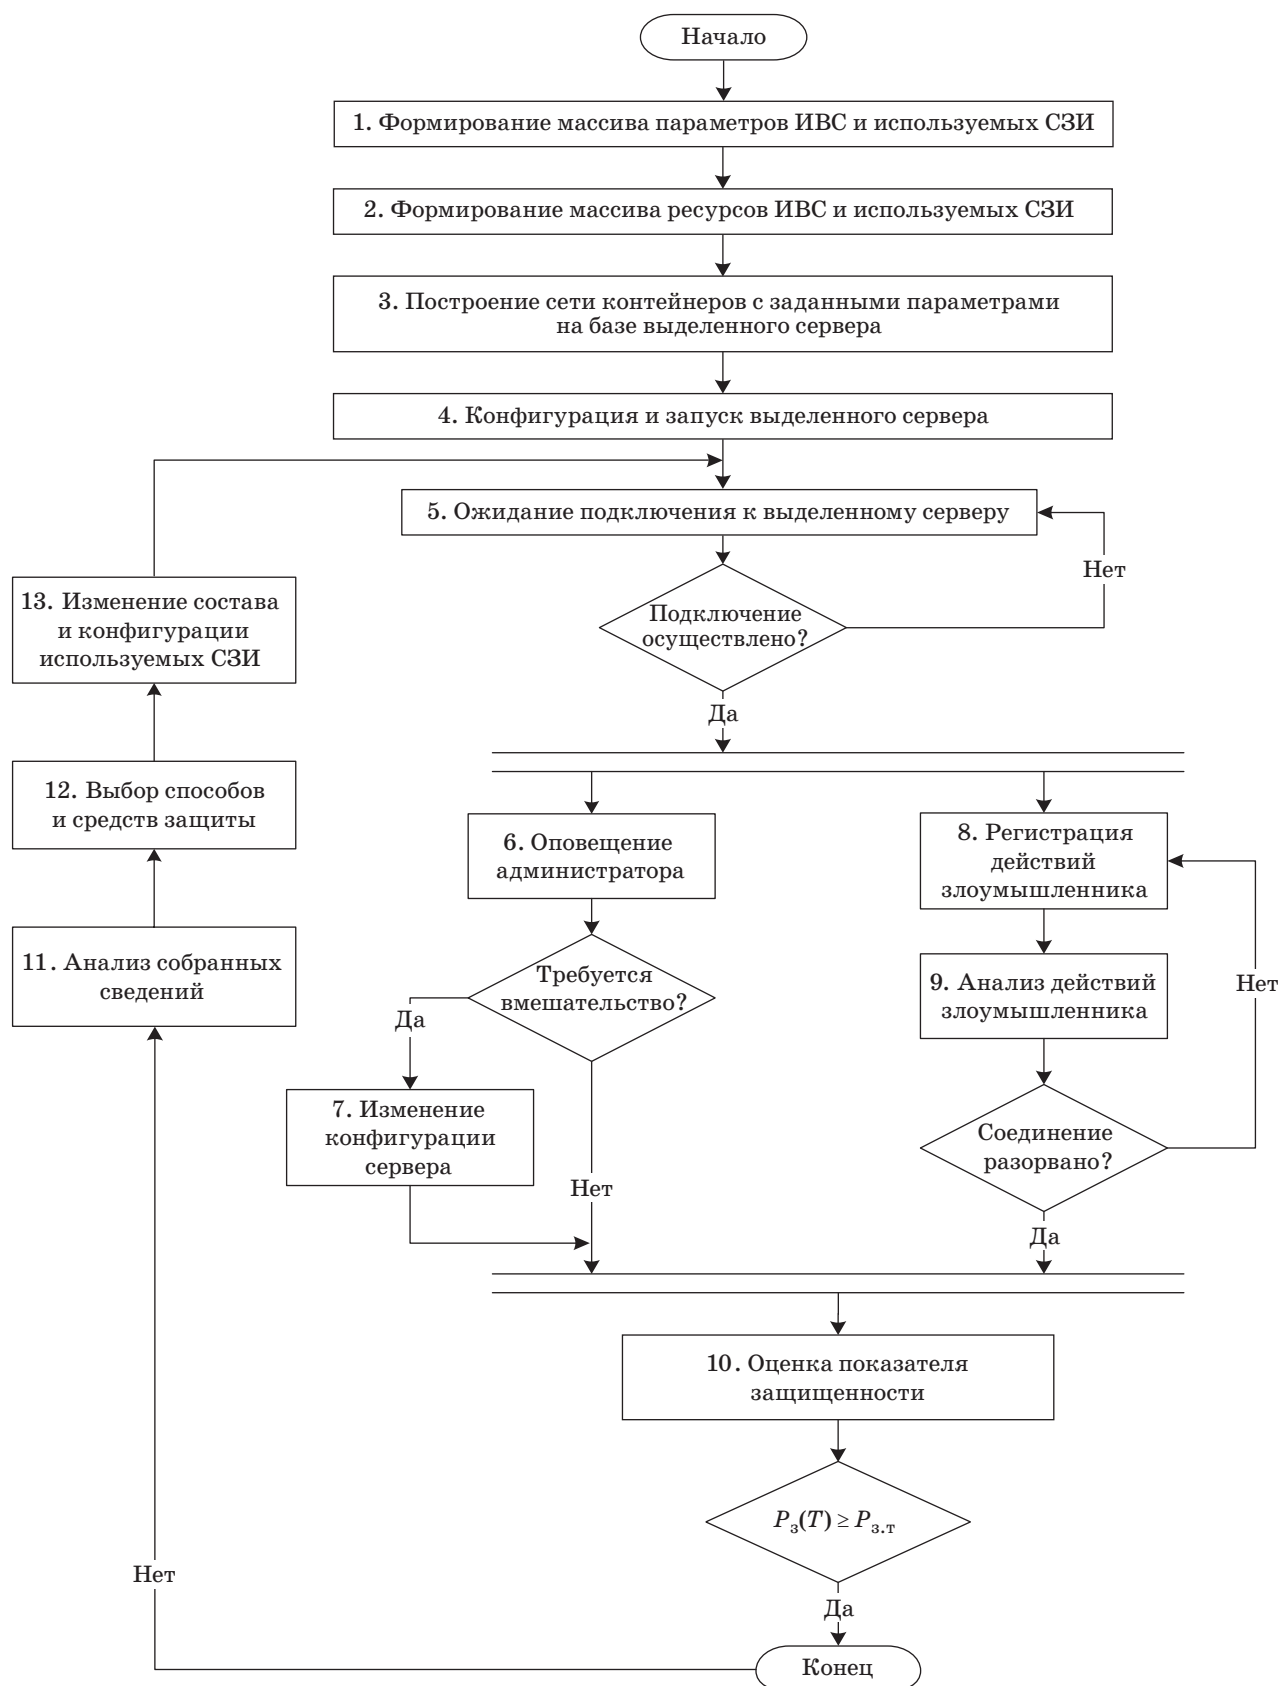 Начало
1. Формирование массива параметров ИВС и используемых СЗИ
2. Формирование массива ресурсов ИВС и используемых СЗИ
3. Построение сети контейнеров с заданными параметрами
на базе выделенного сервера
4. Конфигурация и запуск выделенного сервера
5. Ожидание подключения к выделенному серверу
Нет
Подключение
осуществлено?
Да
13. Изменение состава
и конфигурации
используемых СЗИ
12. Выбор способов
и средств защиты
11. Анализ собранных
сведений
6. Оповещение
администратора
Требуется
вмешательство?
Да
7. Изменение
конфигурации
сервера
Нет
8. Регистрация
действий
злоумышленника
9. Анализ действий
злоумышленника
Нет
Соединение
разорвано?
Да
10. Оценка показателя
защищенности
Pз(T) ≥ Pз.т
Нет
Да
Конец